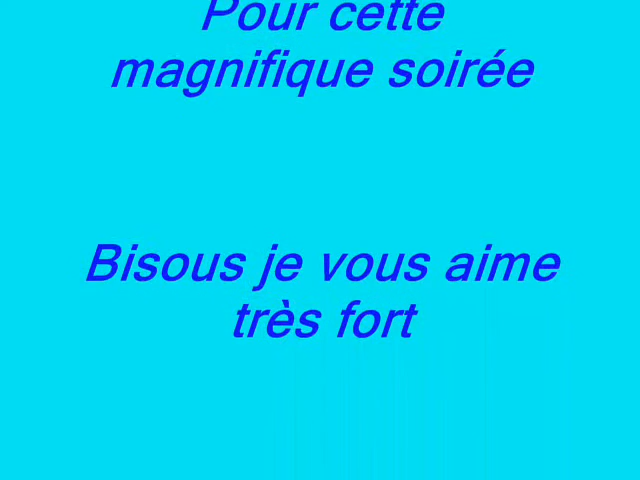 Pour cette
magnifique soirée
Bisous je vous aime
très fort